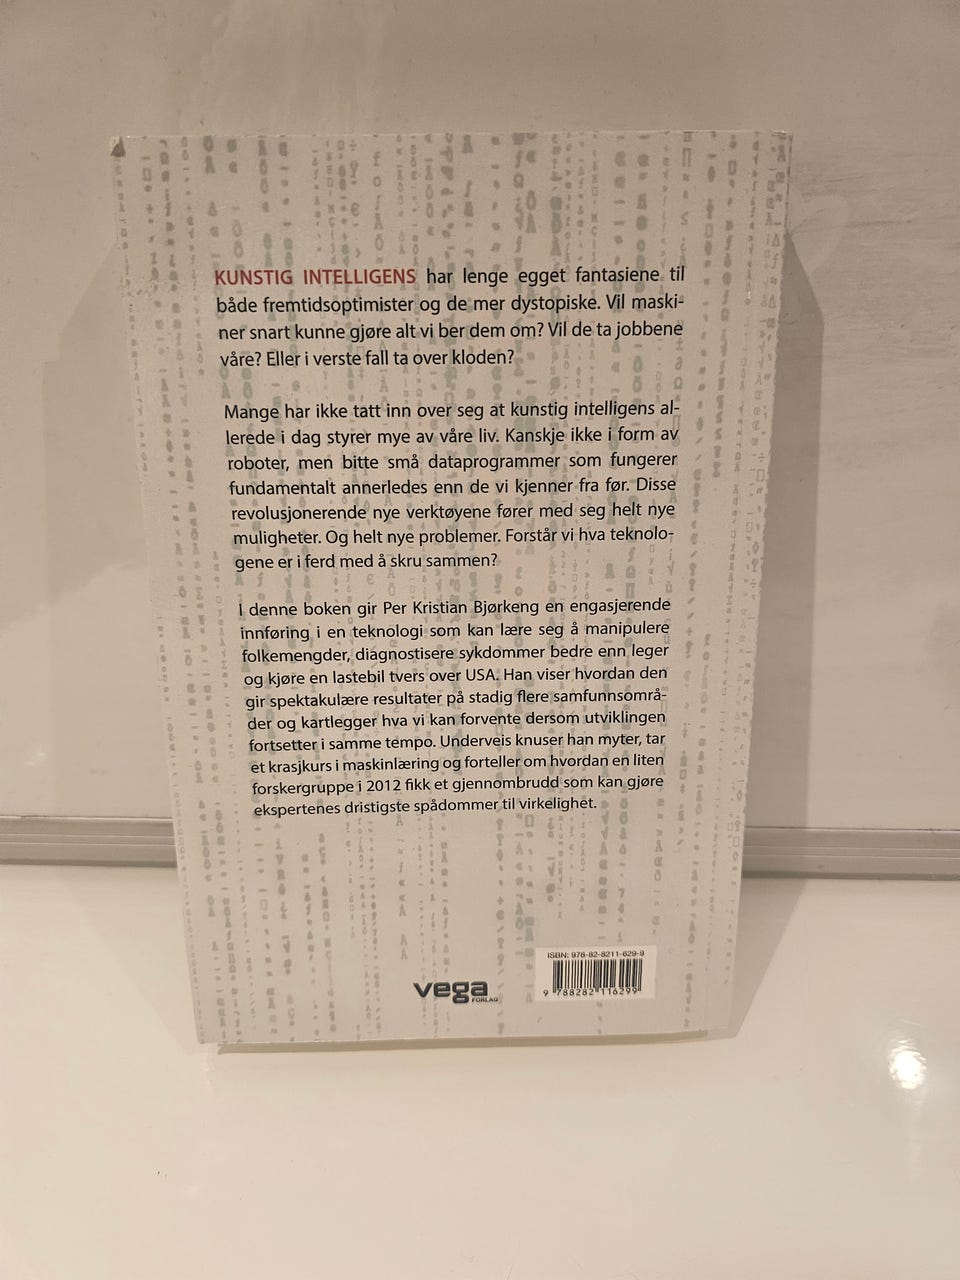 KUNSTIG INTELLIGENS har lenge egget fantasiene til
både fremtidsoptimister og de mer dystopiske. Vil maski-
ner snart kunne gjøre alt vi ber dem om? Vil de ta jobbene
våre? Eller i verste fall ta over kloden?
Mange har ikke tatt inn over seg at kunstig intelligens al-
lerede i dag styrer mye av våre liv. Kanskje ikke i form av
roboter, men bitte små dataprogrammer som fungerer
fundamentalt annerledes enn de vi kjenner fra før. Disse
revolusjonerende nye verktøyene fører med seg helt nye
muligheter. Og helt nye problemer. Forstår vi hva teknolo-
gene er i ferd med å skru sammen?
I denne boken gir Per Kristian Bjørkeng en engasjerende
innføring i en teknologi som kan lære seg å manipulere
folkemengder, diagnostisere sykdommer bedre enn leger
og kjøre en lastebil tvers over USA. Han viser hvordan den
gir spektakulære resultater på stadig flere samfunnsområ-
der og kartlegger hva vi kan forvente dersom utviklingen
fortsetter i samme tempo. Underveis knuser han myter, tar
et krasjkurs i maskinlæring og forteller om hvordan en liten
forskergruppe i 2012 fikk et gjennombrudd som kan gjøre
ekspertenes dristigste spådommer til virkelighet.
ISBN: 978-82-8211-629-9
9 788282 116299
vega
FORLAG